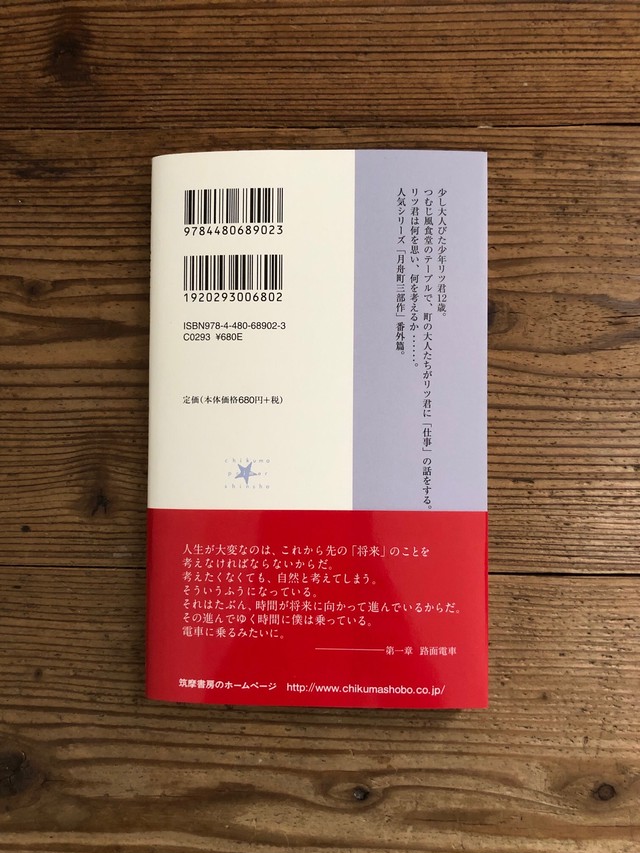 少し大人びた少年リツ君12歳。
つむじ風食堂のテーブルで、町の大人たちがリツ君に「仕事」の話をする。
リツ君は何を思い、何を考えるか……。
人気シリーズ「月舟町三部作」番外篇。
9784480689023
1920293006802
ISBN978-4-480-68902-3
C0293 ¥680E
定価(本体価格680円+税)
chikuma
primer
shinsho
人生が大変なのは、これから先の「将来」のことを
考えなければならないからだ。
考えたくなくても、自然と考えてしまう。
そういうふうになっている。
それはたぶん、時間が将来に向かって進んでいるからだ。
その進んでゆく時間に僕は乗っている。
電車に乗るみたいに。
――第一章 路面電車
筑摩書房のホームページ http://www.chikumashobo.co.jp/